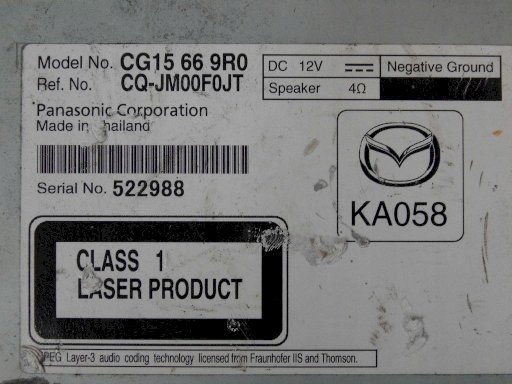 Model No. CG15 66 9R0
Ref. No. CQ-JM00F0JT
DC 12V Negative Ground
Speaker 4Ω
Panasonic Corporation
Made in Thailand
Serial No. 522988
KA058
CLASS 1
LASER PRODUCT
MPEG Layer-3 audio coding technology licensed from Fraunhofer IIS and Thomson.